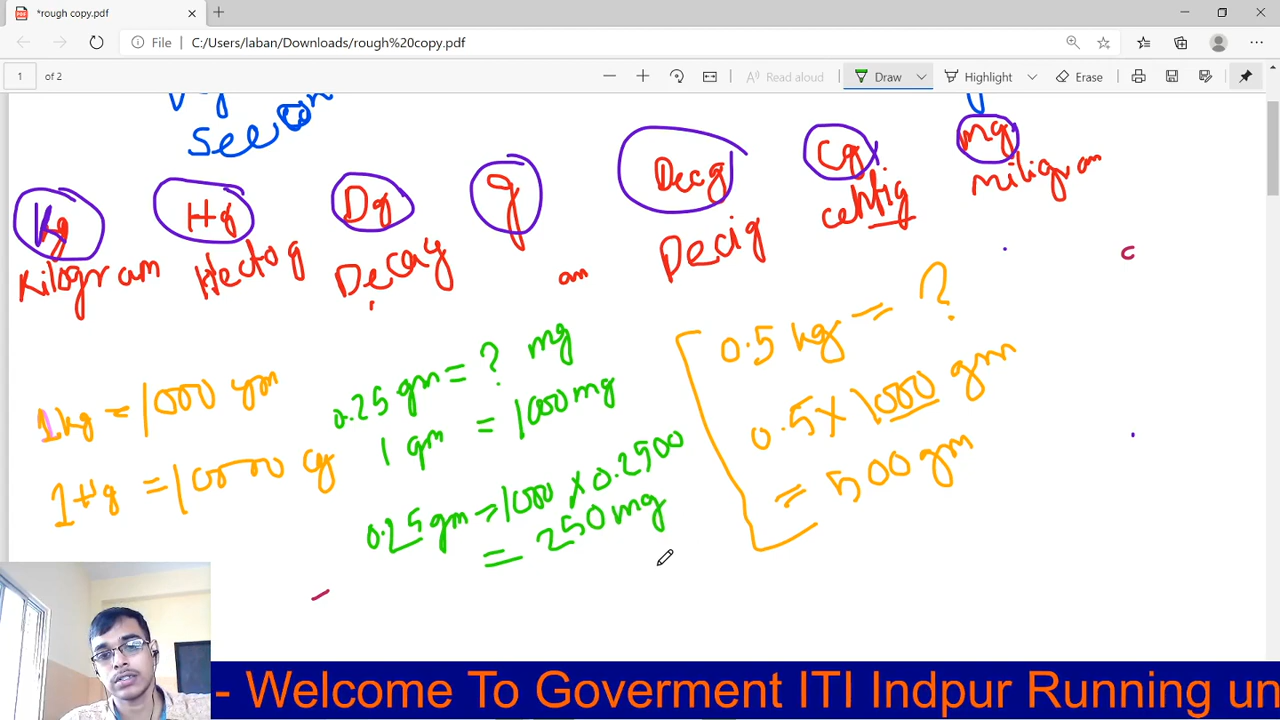 *rough copy.pdf
File C:/Users/laban/Downloads/rough%20copy.pdf
1 of 2
Read aloud
Draw
Highlight
Erase
Second
Kg Hg Dg g Decg Cg mg
Kilogram Hectog Decag am Decig centig miligram
c
1kg = 1000 gm
1Hg = 10000 cg
0.25 gm = ? mg
1 gm = 1000 mg
0.25 gm = 1000 x 0.2500
= 250 mg
0.5 kg = ?
0.5 x 1000 gm
= 500 gm
- Welcome To Goverment ITI Indpur Running un